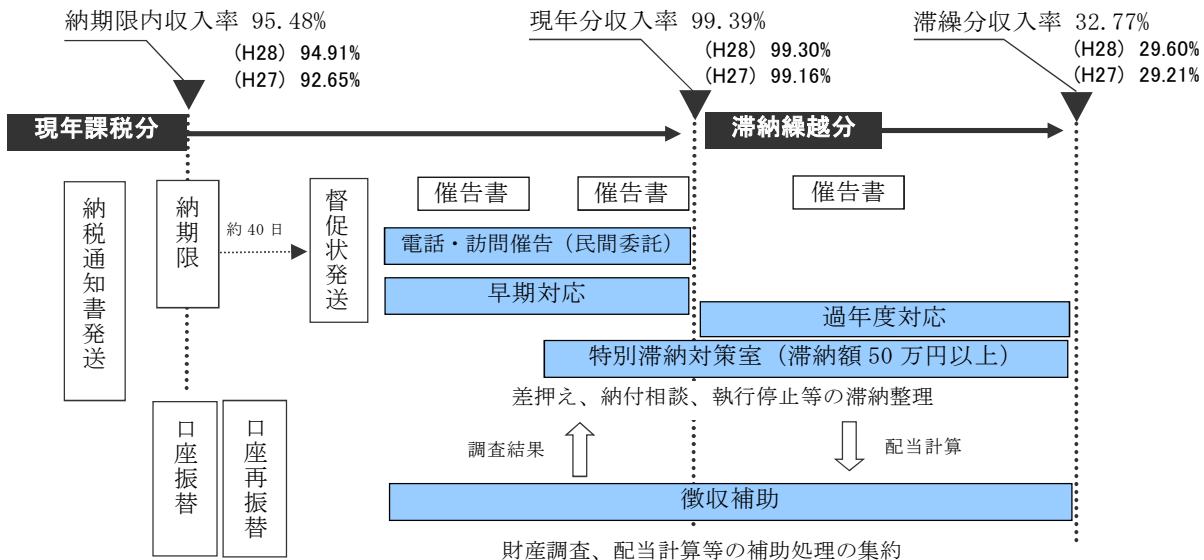 納期限内収入率 95.48%
（H28）94.91%
（H27）92.65%
現年分収入率 99.39%
（H28）99.30%
（H27）99.16%
滞繰分収入率 32.77%
（H28）29.60%
（H27）29.21%
現年課税分
滞納繰越分
納税通知書発送
納期限
約 40 日
督促状発送
催告書
催告書
催告書
電話・訪問催告（民間委託）
早期対応
過年度対応
特別滞納対策室（滞納額 50 万円以上）
差押え、納付相談、執行停止等の滞納整理
口座振替
口座再振替
調査結果
配当計算
徴収補助
財産調査、配当計算等の補助処理の集約